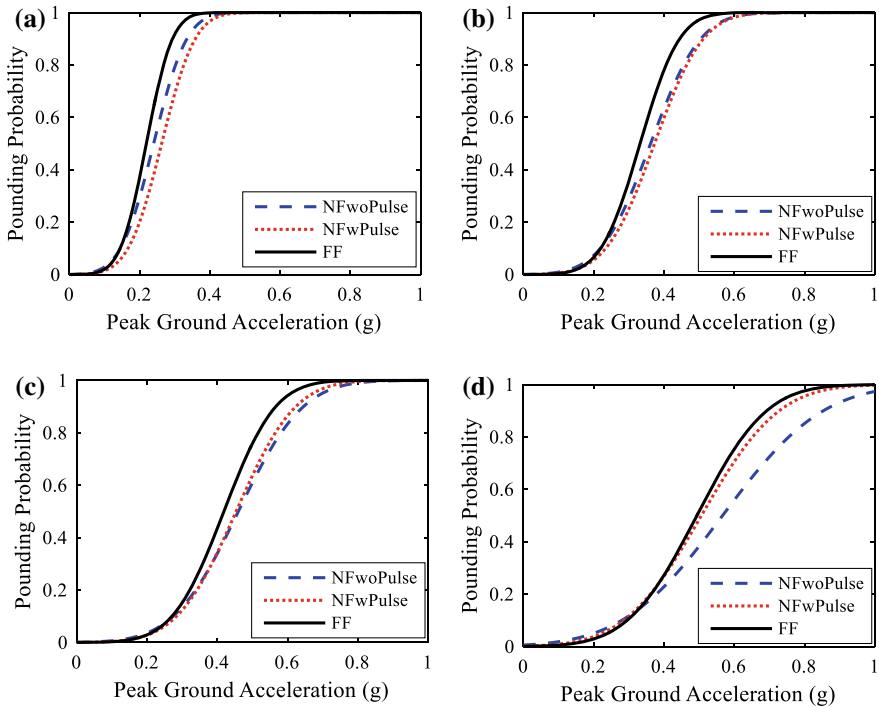 (a)
Pounding Probability
1
0.8
0.6
0.4
0.2
0
0 0.2 0.4 0.6 0.8 1
Peak Ground Acceleration (g)
NFwoPulse
NFwPulse
FF
(b)
Pounding Probability
1
0.8
0.6
0.4
0.2
0
0 0.2 0.4 0.6 0.8 1
Peak Ground Acceleration (g)
NFwoPulse
NFwPulse
FF
(c)
Pounding Probability
1
0.8
0.6
0.4
0.2
0
0 0.2 0.4 0.6 0.8 1
Peak Ground Acceleration (g)
NFwoPulse
NFwPulse
FF
(d)
Pounding Probability
1
0.8
0.6
0.4
0.2
0
0 0.2 0.4 0.6 0.8 1
Peak Ground Acceleration (g)
NFwoPulse
NFwPulse
FF